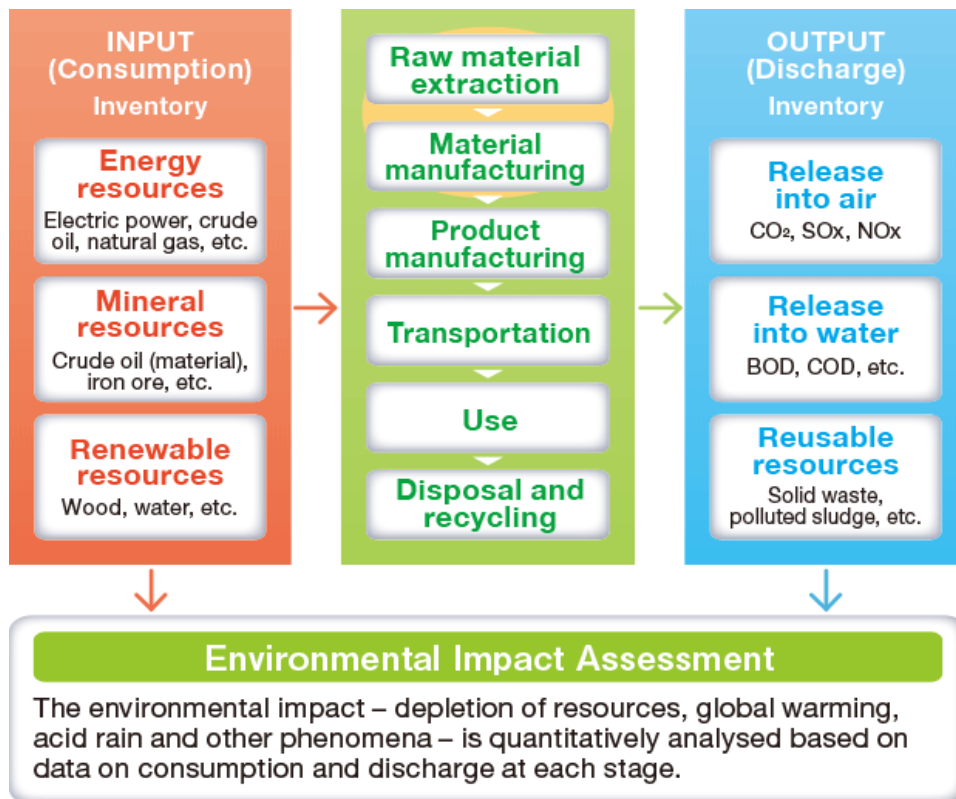 INPUT
(Consumption)
Inventory
Energy
resources
Electric power, crude
oil, natural gas, etc.
Mineral
resources
Crude oil (material),
iron ore, etc.
Renewable
resources
Wood, water, etc.
Raw material
extraction
Material
manufacturing
Product
manufacturing
Transportation
Use
Disposal and
recycling
OUTPUT
(Discharge)
Inventory
Release
into air
CO₂, SOx, NOx
Release
into water
BOD, COD, etc.
Reusable
resources
Solid waste,
polluted sludge, etc.
Environmental Impact Assessment
The environmental impact – depletion of resources, global warming,
acid rain and other phenomena – is quantitatively analysed based on
data on consumption and discharge at each stage.